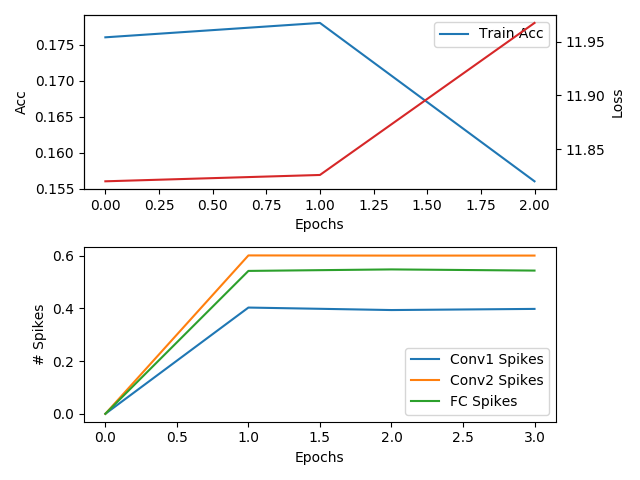 Train Acc
0.175
0.170
0.165
0.160
0.155
Acc
11.95
11.90
11.85
Loss
0.00 0.25 0.50 0.75 1.00 1.25 1.50 1.75 2.00
Epochs
0.6
0.4
0.2
0.0
# Spikes
Conv1 Spikes
Conv2 Spikes
FC Spikes
0.0 0.5 1.0 1.5 2.0 2.5 3.0
Epochs